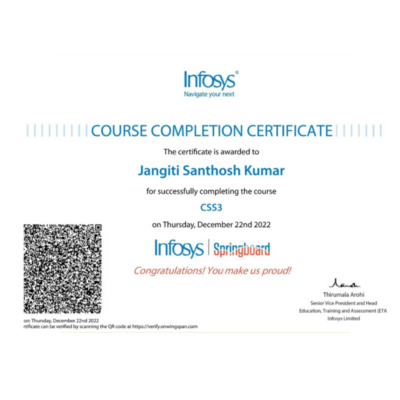 Infosys®
Navigate your next
COURSE COMPLETION CERTIFICATE
The certificate is awarded to
Jangiti Santhosh Kumar
for successfully completing the course
CSS3
on Thursday, December 22nd 2022
Infosys | Springboard
Congratulations! You make us proud!
Thirumala Arohi
Senior Vice President and Head
Education, Training and Assessment (ETA
Infosys Limited
on Thursday, December 22nd 2022
rtificate can be verified by scanning the QR code at https://verify.onwingspan.com